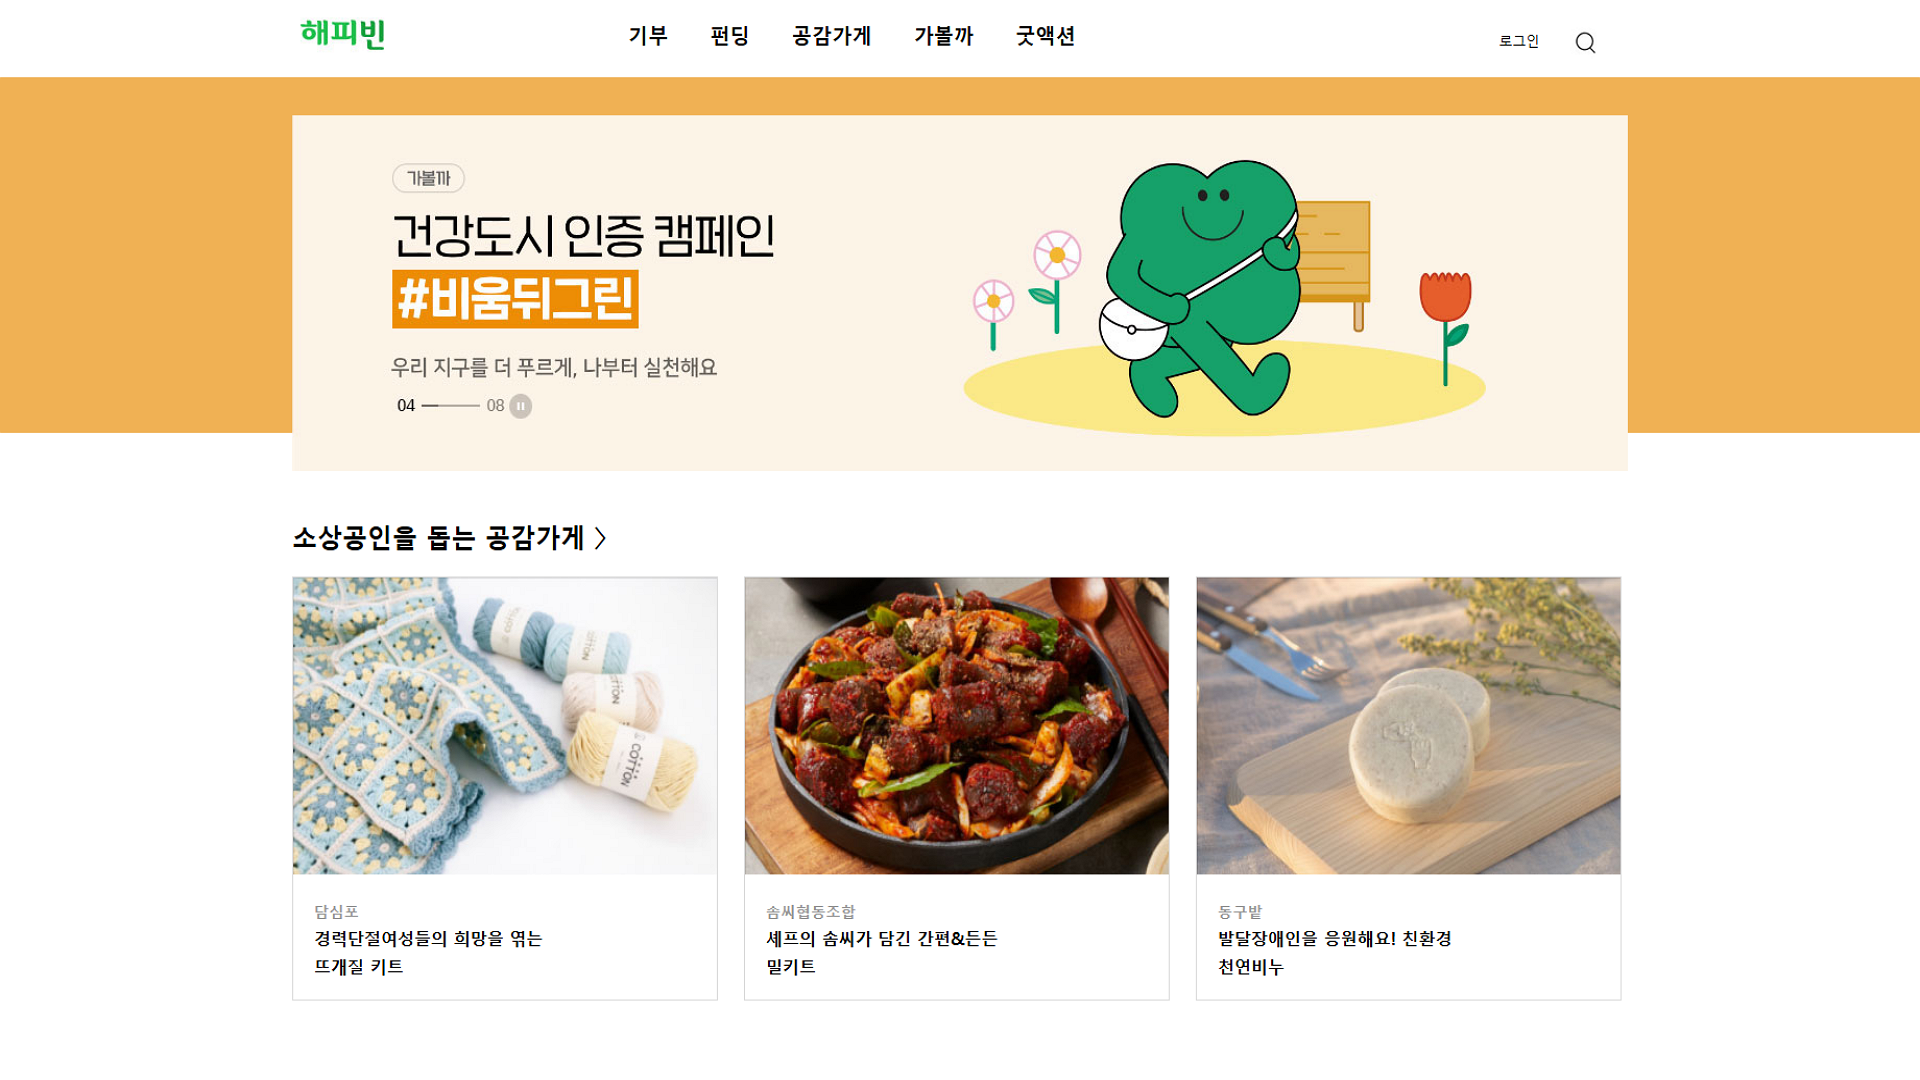 해피빈
기부
펀딩
공감가게
가볼까
굿액션
로그인
가볼까
건강도시 인증 캠페인
#비움뒤그린
우리 지구를 더 푸르게, 나부터 실천해요
04
08
소상공인을 돕는 공감가게
COTTON
COTTON
COTTON
담심포
경력단절여성들의 희망을 엮는
뜨개질 키트
솜씨협동조합
셰프의 솜씨가 담긴 간편&든든
밀키트
동구밭
발달장애인을 응원해요! 친환경
천연비누